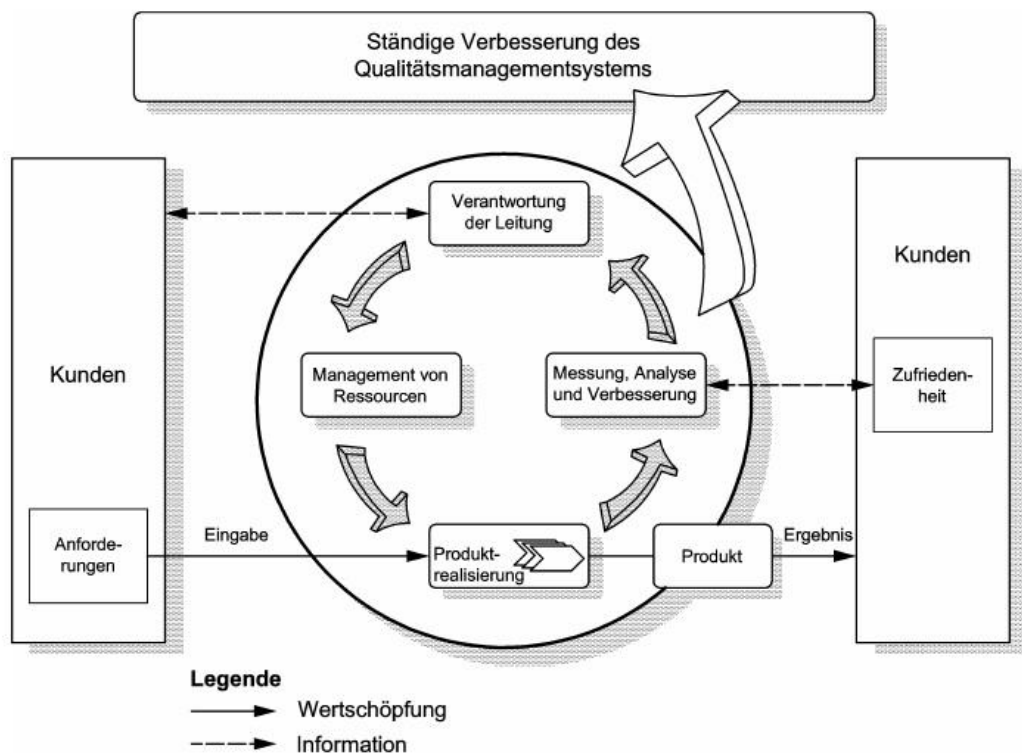 Ständige Verbesserung des
Qualitätsmanagementsystems
Verantwortung
der Leitung
Kunden
Kunden
Management von
Ressourcen
Messung, Analyse
und Verbesserung
Zufrieden-
heit
Anforde-
rungen
Eingabe
Produkt-
realisierung
Produkt
Ergebnis
Legende
Wertschöpfung
Information